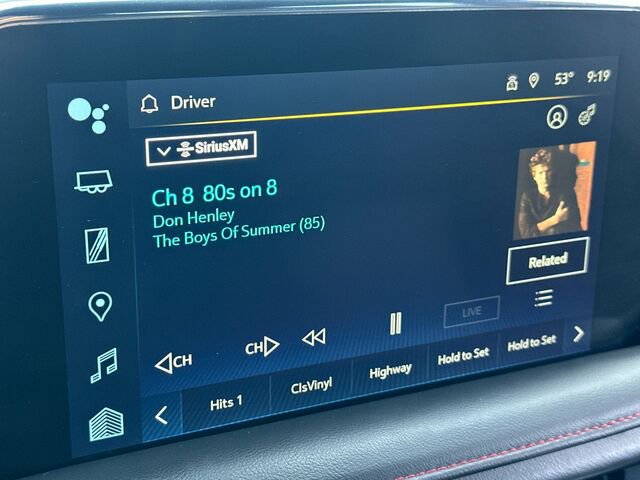 Driver
53° 9:19
SiriusXM
Ch 8 80s on 8
Don Henley
The Boys Of Summer (85)
Related
LIVE
CH
CH
Hits 1
ClsVinyl
Highway
Hold to Set
Hold to Set